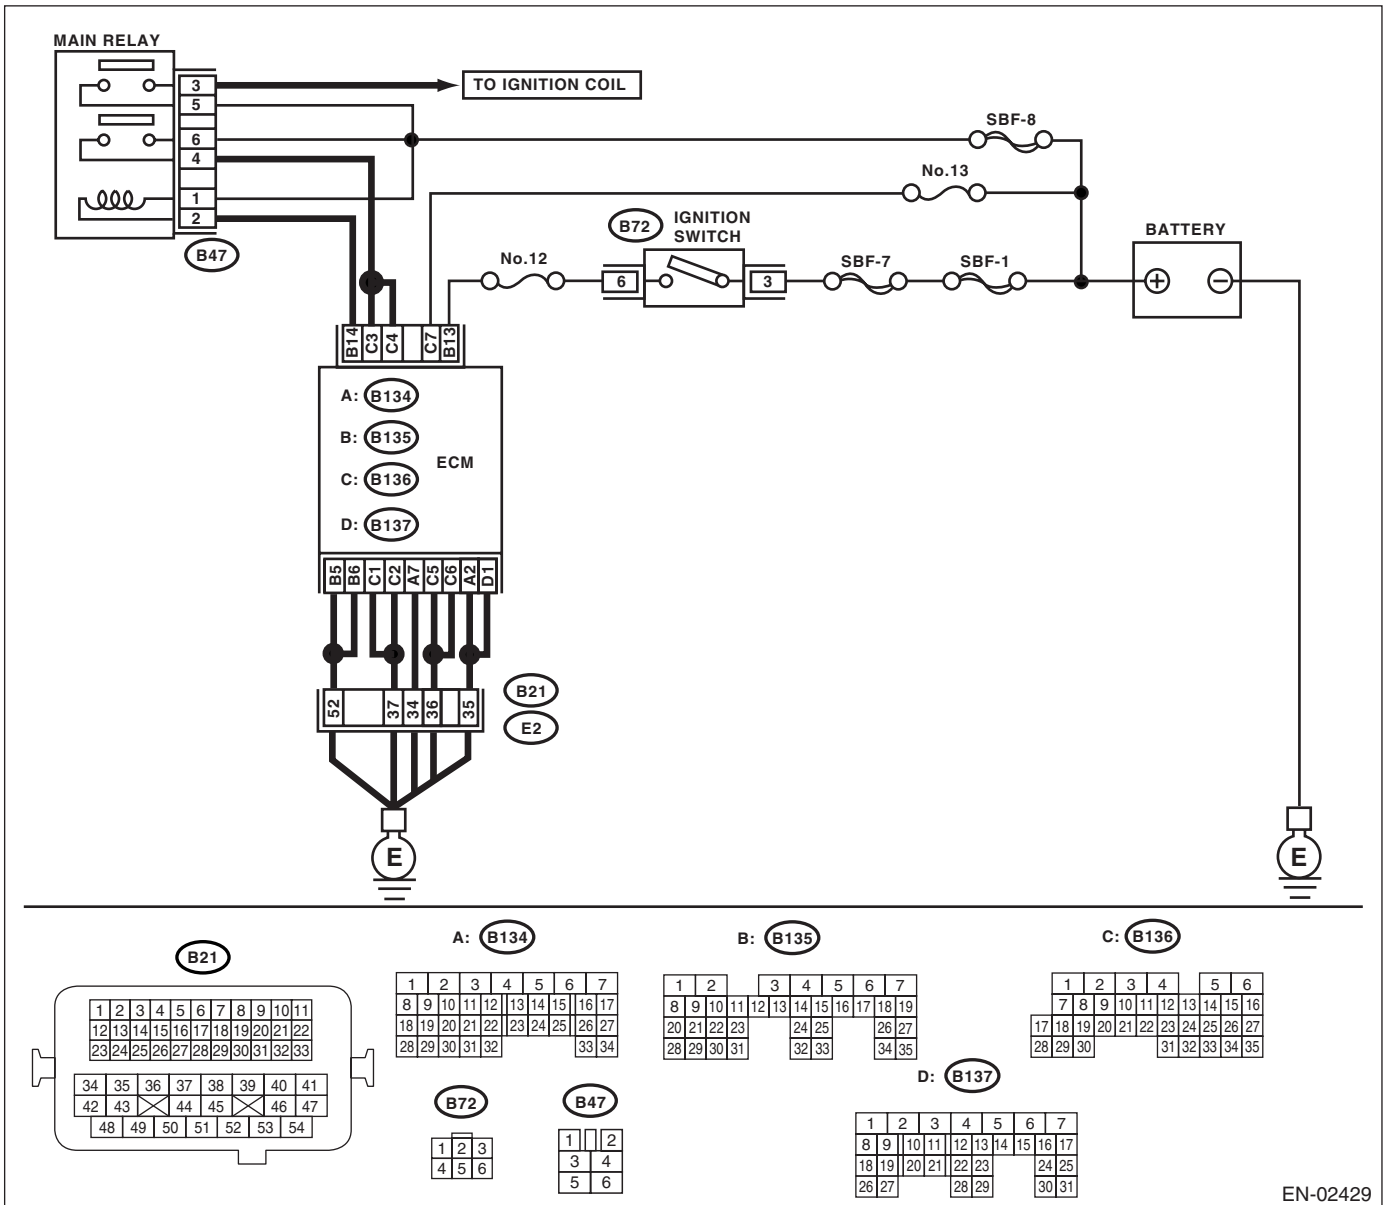 MAIN RELAY
3
TO IGNITION COIL
5
6
4
1
2
B47
SBF-8
No.13
B72
IGNITION
SWITCH
No.12
6
3
SBF-7
SBF-1
BATTERY
+
−
B14
C3
C4
C7
B13
A: B134
B: B135
ECM
C: B136
D: B137
B5
B6
C1
C2
A7
C5
C6
A2
D1
52
37
34
36
35
B21
E2
E
E
B21
1 2 3 4 5 6 7 8 9 10 11
12 13 14 15 16 17 18 19 20 21 22
23 24 25 26 27 28 29 30 31 32 33
34 35 36 37 38 39 40 41
42 43 44 45 46 47
48 49 50 51 52 53 54
A: B134
1 2 3 4 5 6 7
8 9 10 11 12 13 14 15 16 17
18 19 20 21 22 23 24 25 26 27
28 29 30 31 32 33 34
B: B135
1 2 3 4 5 6 7
8 9 10 11 12 13 14 15 16 17 18 19
20 21 22 23 24 25 26 27
28 29 30 31 32 33 34 35
C: B136
1 2 3 4 5 6
7 8 9 10 11 12 13 14 15 16
17 18 19 20 21 22 23 24 25 26 27
28 29 30 31 32 33 34 35
B72
1 2 3
4 5 6
B47
1 2
3 4
5 6
D: B137
1 2 3 4 5 6 7
8 9 10 11 12 13 14 15 16 17
18 19 20 21 22 23 24 25
26 27 28 29 30 31
EN-02429